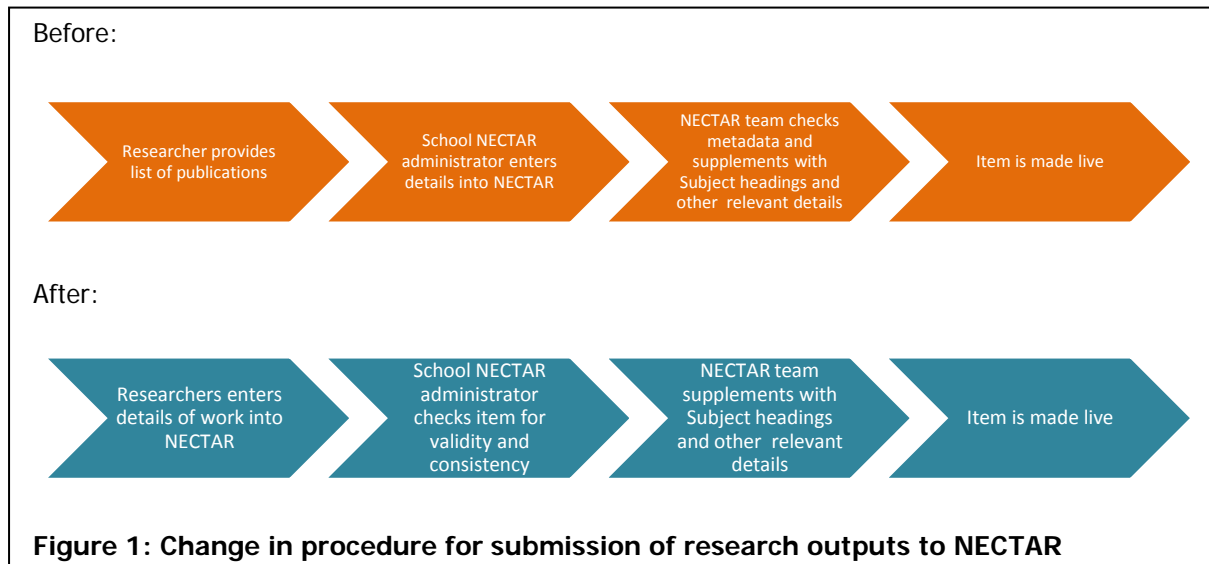 Before:
Researcher provides
list of publications
School NECTAR
administrator enters
details into NECTAR
NECTAR team checks
metadata and
supplements with
Subject headings and
other relevant details
Item is made live
After:
Researchers enters
details of work into
NECTAR
School NECTAR
administrator
checks item for
validity and
consistency
NECTAR team
supplements with
Subject headings
and other relevant
details
Item is made live
Figure 1: Change in procedure for submission of research outputs to NECTAR